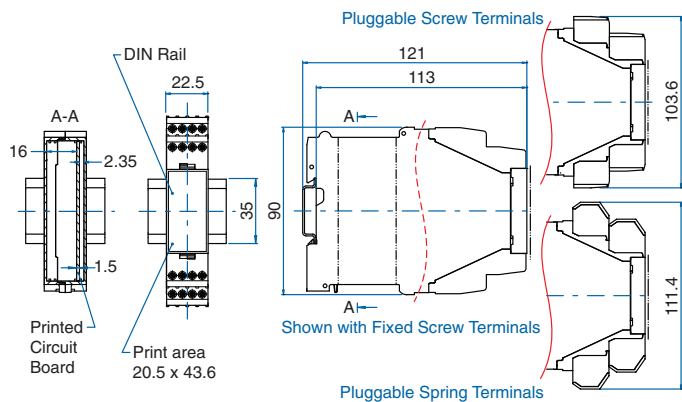 Pluggable Screw Terminals
DIN Rail
121
22.5
113
A-A
A
16
2.35
90
35
103.6
1.5
A
Shown with Fixed Screw Terminals
111.4
Printed
Circuit
Board
Print area
20.5 x 43.6
Pluggable Spring Terminals